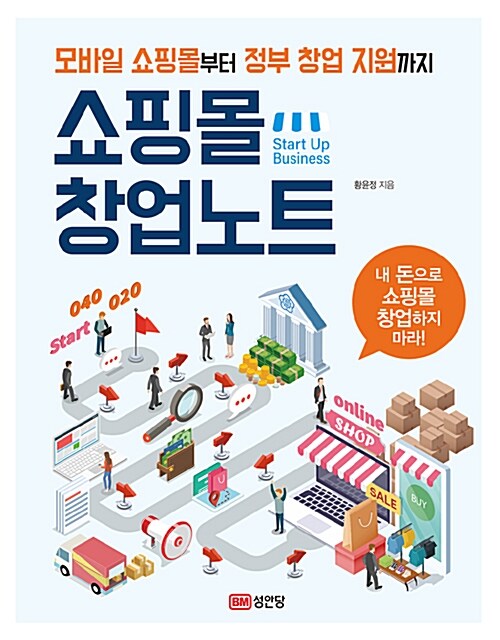 모바일 쇼핑몰부터 정부 창업 지원까지
쇼핑몰
Start Up
Business
창업노트
황윤정 지음
내 돈으로
쇼핑몰
창업하지
마라!
O4O
O2O
Start
online
SHOP
SALE
BUY
BM 성안당